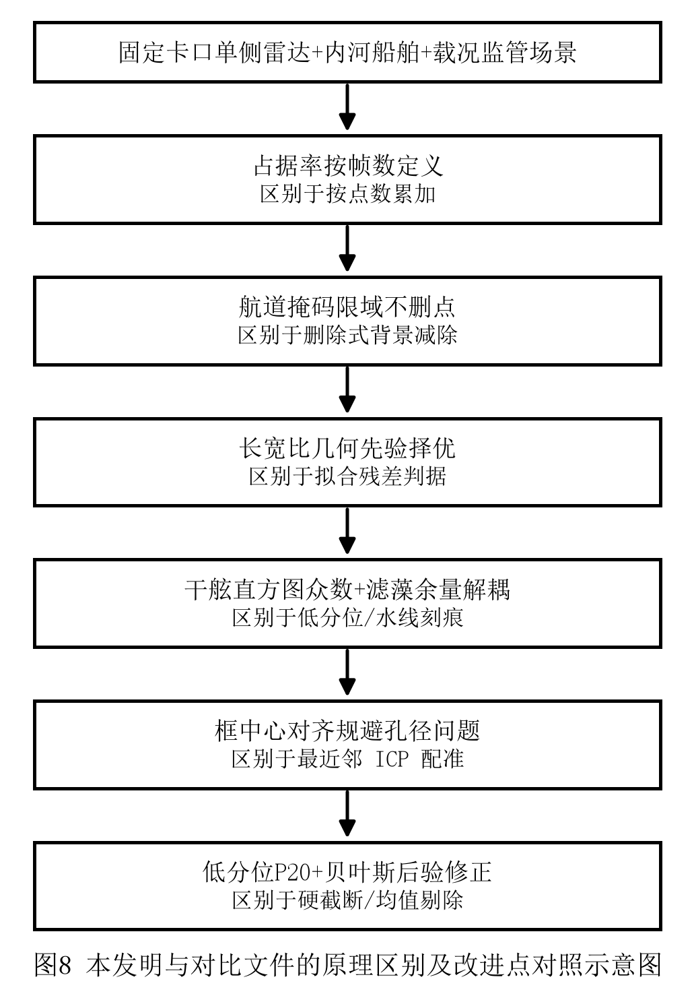 固定卡口单侧雷达+内河船舶+载况监管场景
占据率按帧数定义
区别于按点数累加
航道掩码限域不删点
区别于删除式背景减除
长宽比几何先验择优
区别于拟合残差判据
干舷直方图众数+滤藻余量解耦
区别于低分位/水线刻痕
框中心对齐规避孔径问题
区别于最近邻 ICP 配准
低分位P20+贝叶斯后验修正
区别于硬截断/均值剔除
图8 本发明与对比文件的原理区别及改进点对照示意图